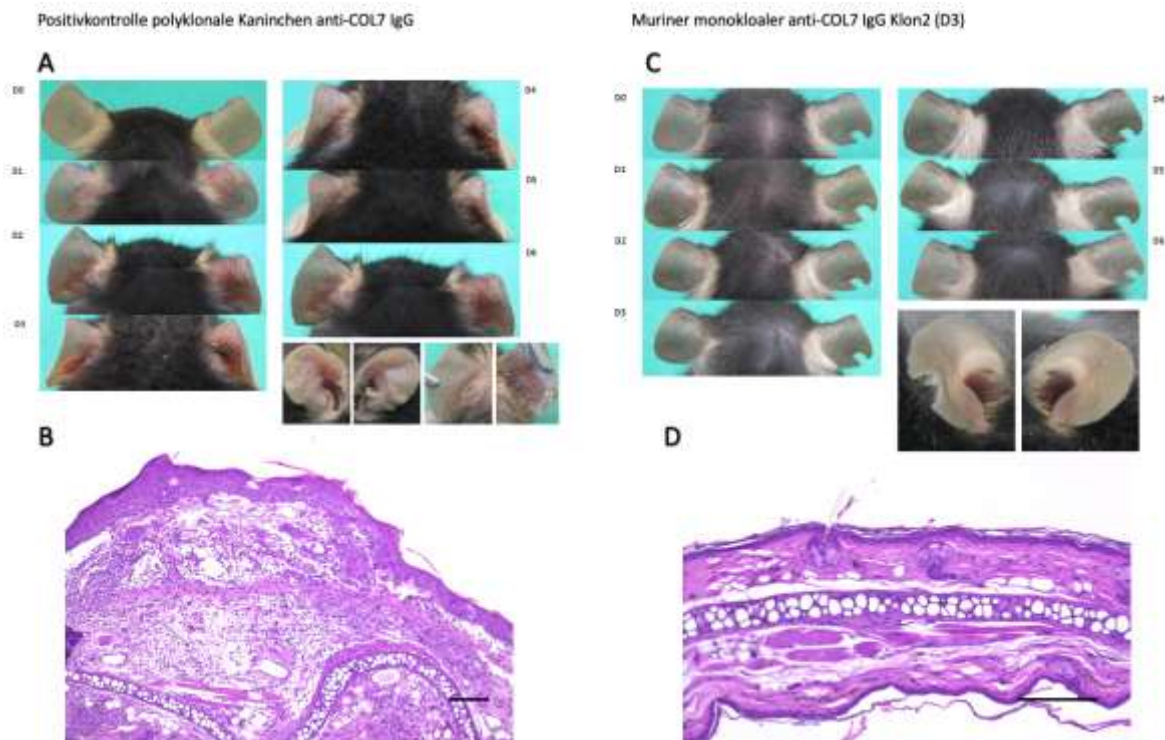 Positivkontrolle polyklonale Kaninchen anti-COL7 IgG
Muriner monokloaler anti-COL7 IgG Klon2 (D3)
A
D0
D1
D2
D3
D4
D5
D6
B
C
D0
D1
D2
D3
D4
D5
D6
D